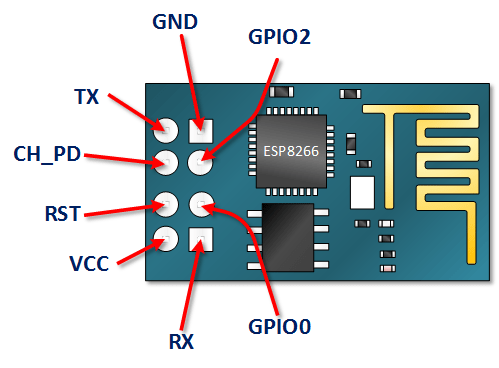 GND
GPIO2
TX
ESP8266
CH_PD
RST
VCC
GPIO0
RX